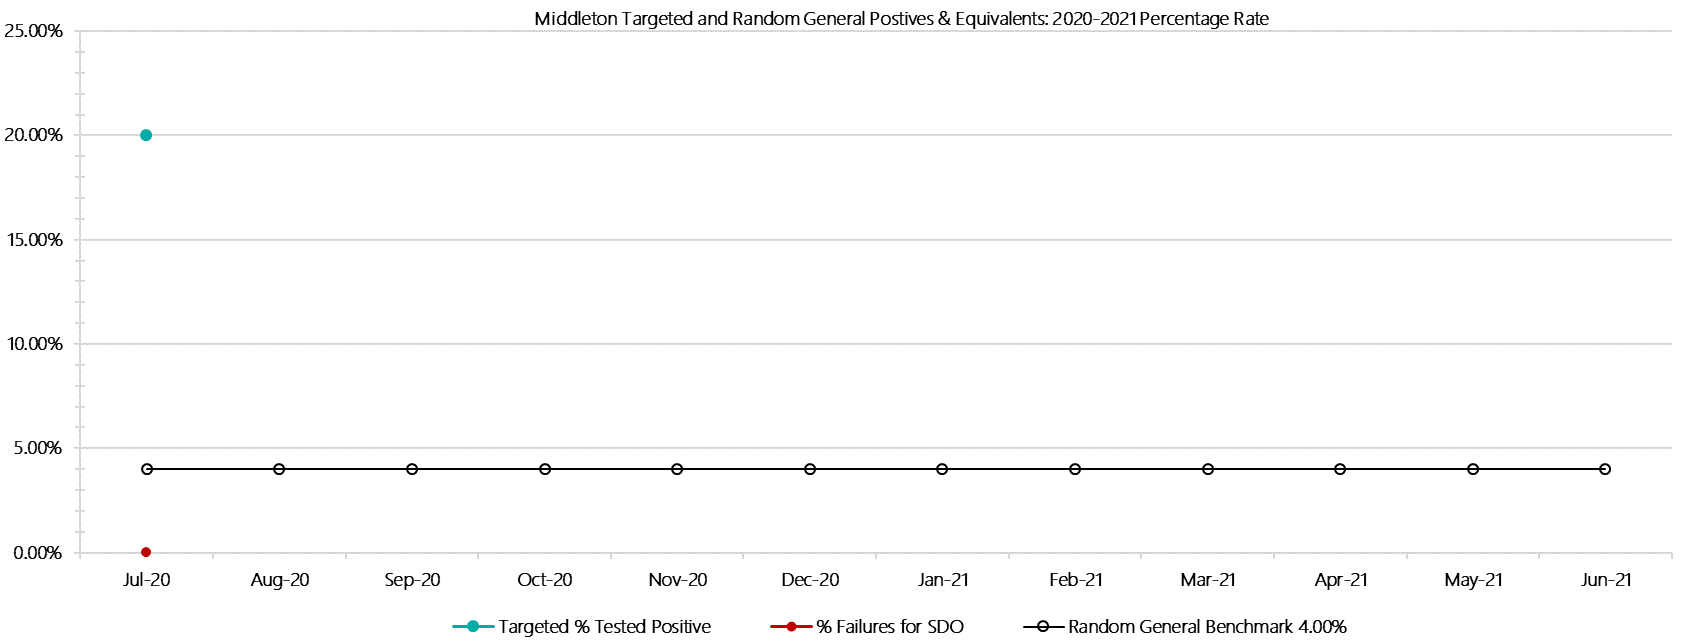 Middleton Targeted and Random General Postives & Equivalents: 2020-2021 Percentage Rate
25.00%
20.00%
15.00%
10.00%
5.00%
0.00%
Jul-20 Aug-20 Sep-20 Oct-20 Nov-20 Dec-20 Jan-21 Feb-21 Mar-21 Apr-21 May-21 Jun-21
Targeted % Tested Positive % Failures for SDO Random General Benchmark 4.00%